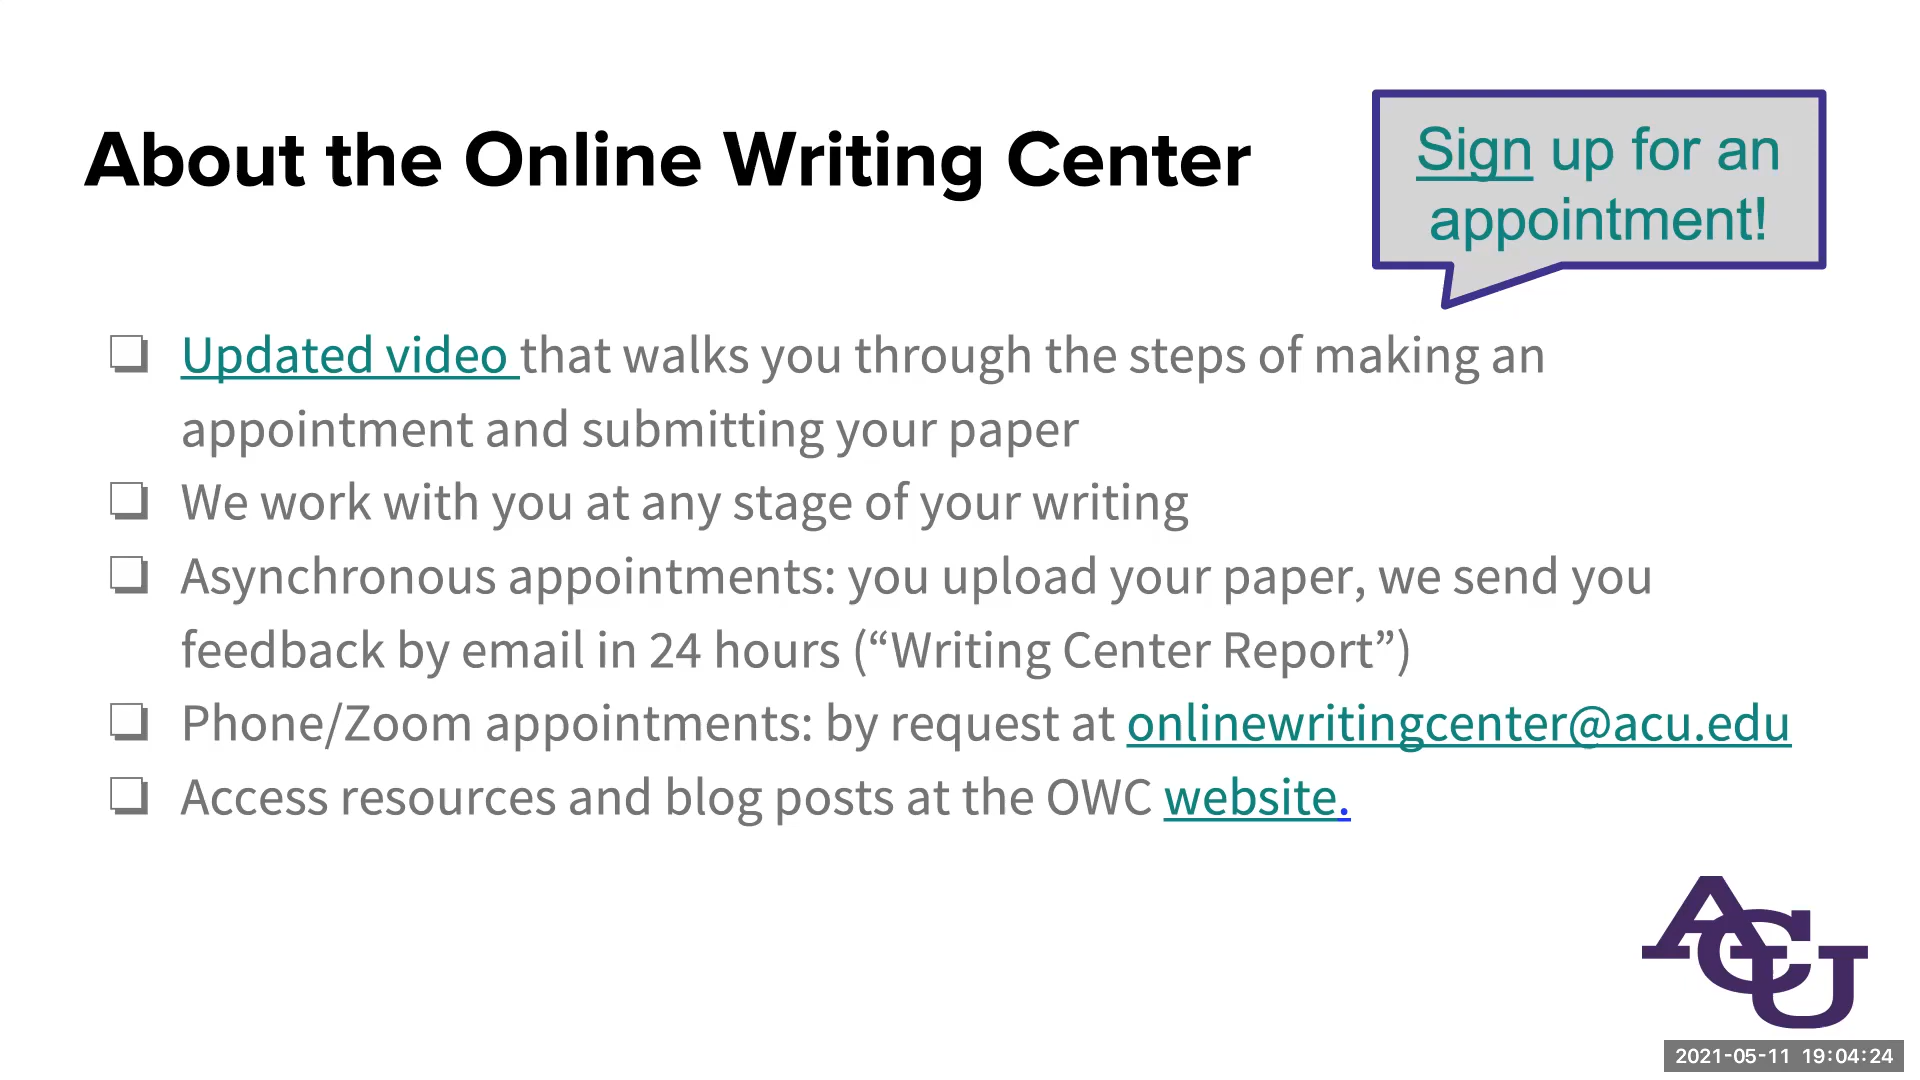 About the Online Writing Center
Sign up for an
appointment!
❏ Updated video that walks you through the steps of making an
appointment and submitting your paper
❏ We work with you at any stage of your writing
❏ Asynchronous appointments: you upload your paper, we send you
feedback by email in 24 hours (“Writing Center Report”)
❏ Phone/Zoom appointments: by request at onlinewritingcenter@acu.edu
❏ Access resources and blog posts at the OWC website.
ACU
2021-05-11 19:04:24